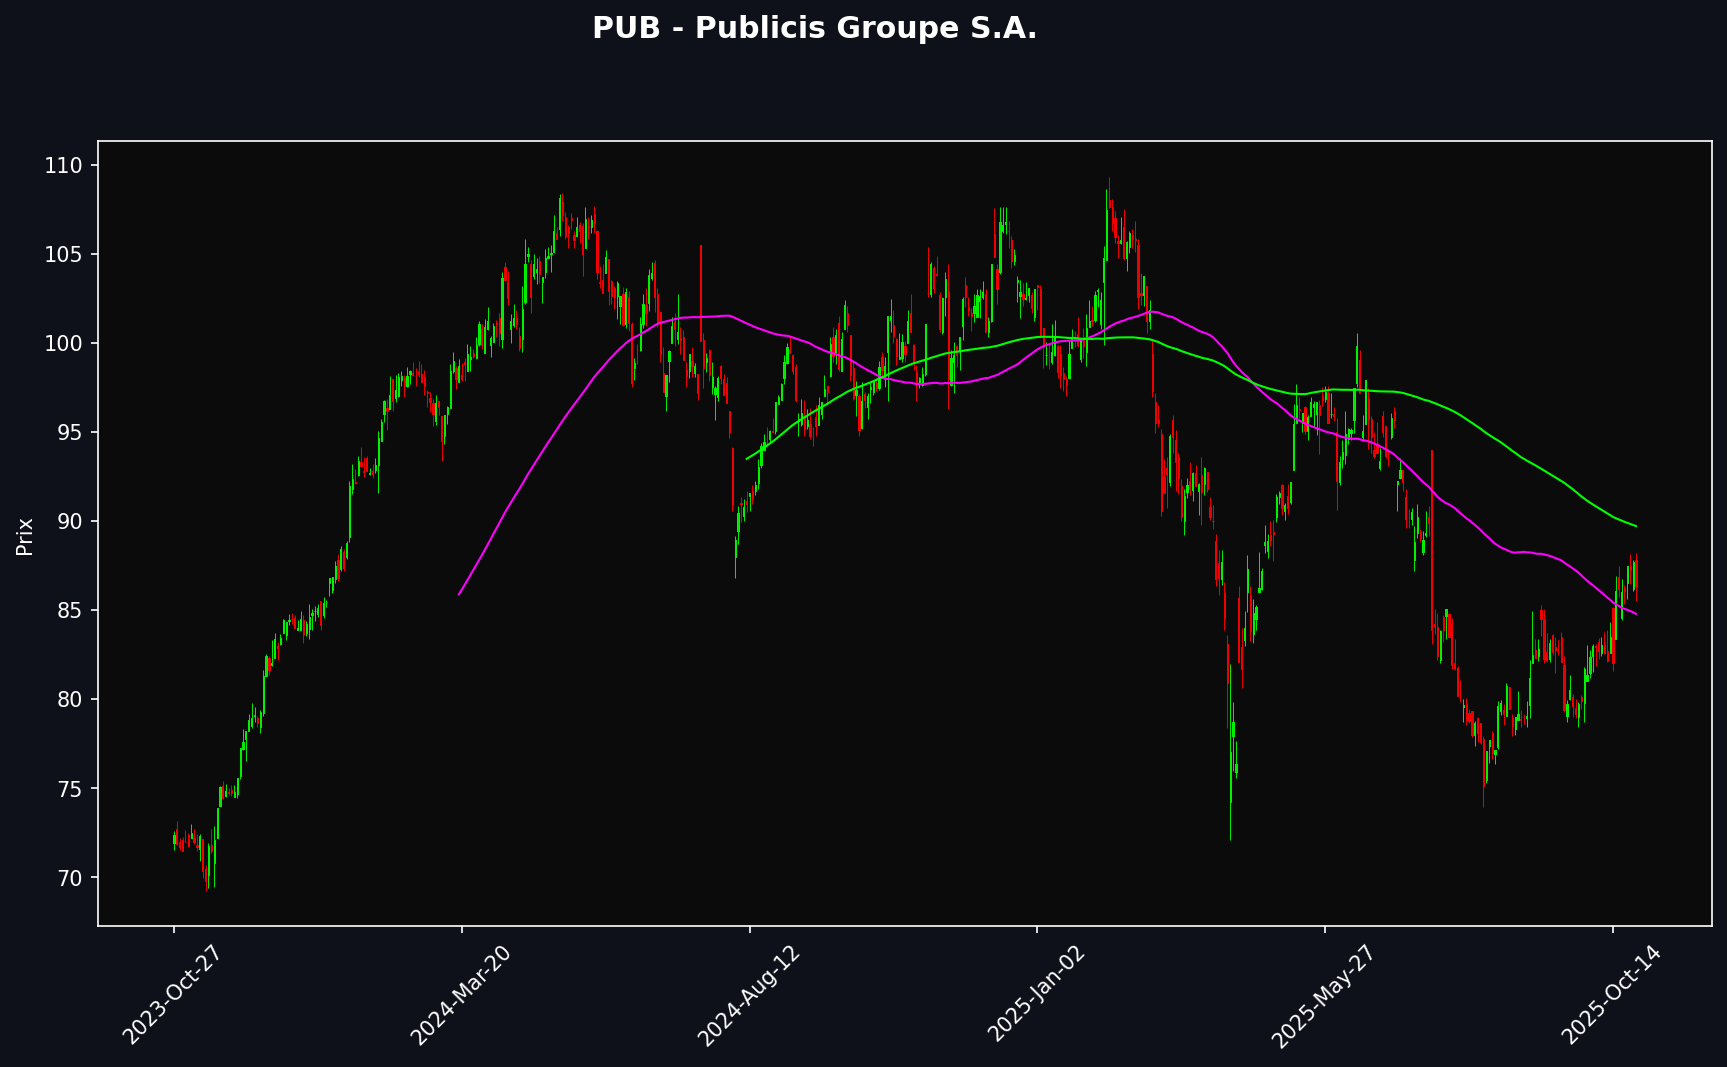 PUB - Publicis Groupe S.A.
110
105
100
95
90
85
80
75
70
Prix
2023-Oct-27
2024-Mar-20
2024-Aug-12
2025-Jan-02
2025-May-27
2025-Oct-14